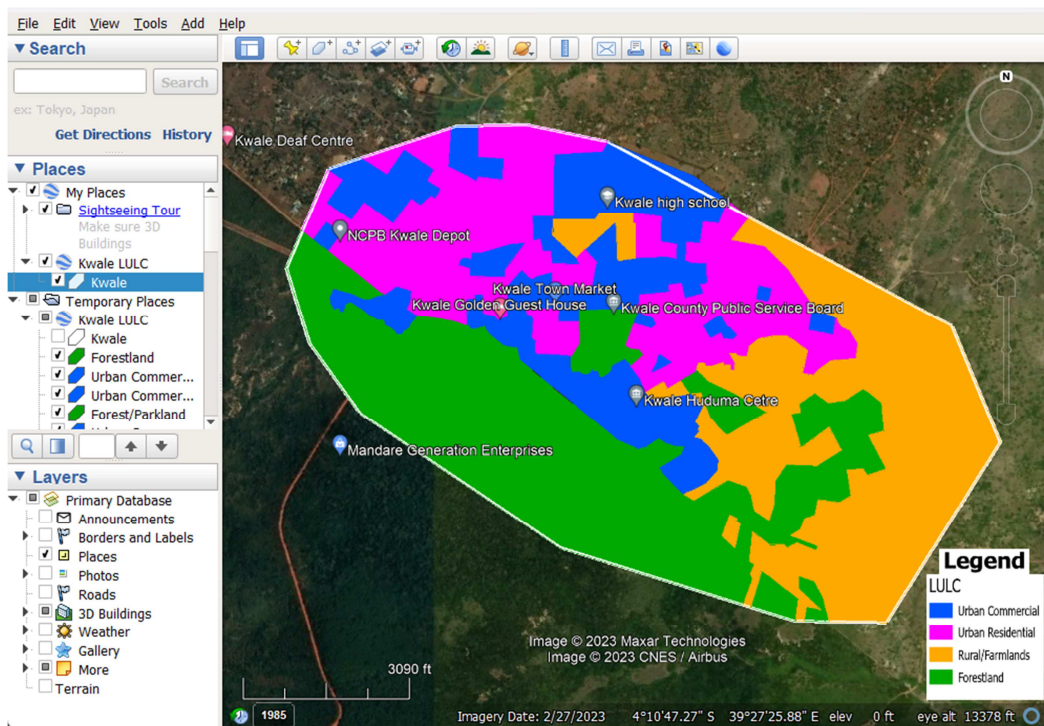 File Edit View Tools Add Help
Search
Search
ex: Tokyo, Japan
Get Directions History
Places
My Places
Sightseeing Tour
Make sure 3D
Buildings
Kwale LULC
Kwale
Temporary Places
Kwale LULC
Kwale
Forestland
Urban Commer...
Urban Commer...
Forest/Parkland
Layers
Primary Database
Announcements
Borders and Labels
Places
Photos
Roads
3D Buildings
Weather
Gallery
More
Terrain
N
Kwale Deaf Centre
Kwale high school
NCPB Kwale Depot
Kwale Town Market
Kwale Golden Guest House
Kwale County Public Service Board
Kwale Huduma Cetre
Mandare Generation Enterprises
Legend
LULC
Urban Commercial
Urban Residential
Rural/Farmlands
Forestland
Image © 2023 Maxar Technologies
Image © 2023 CNES / Airbus
3090 ft
1985
Imagery Date: 2/27/2023 4°10'47.27" S 39°27'25.88" E elev 0 ft eye alt 13378 ft